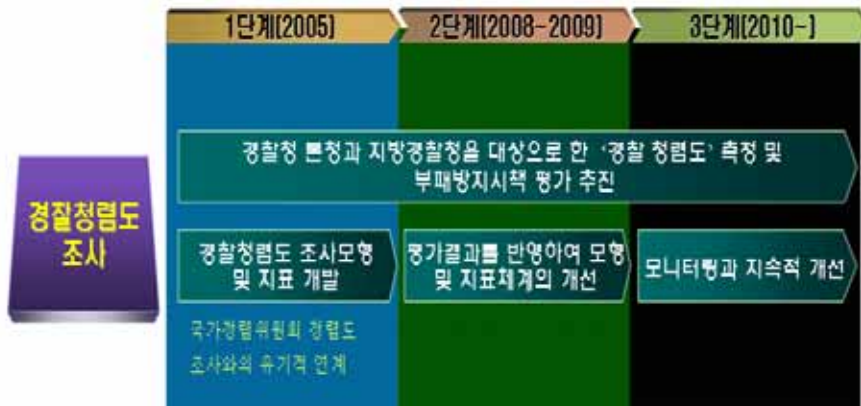 1단계(2005)
2단계(2008-2009)
3단계(2010-)
경찰청 본청과 지방경찰청을 대상으로 한 '경찰 청렴도' 측정 및
부패방지시책 평가 추진
경찰청렴도
조사
경찰청렴도 조사모형
및 지표 개발
평가결과를 반영하여 모형
및 지표체계의 개선
모니터링과 지속적 개선
국가청렴위원회 청렴도
조사와의 유기적 연계